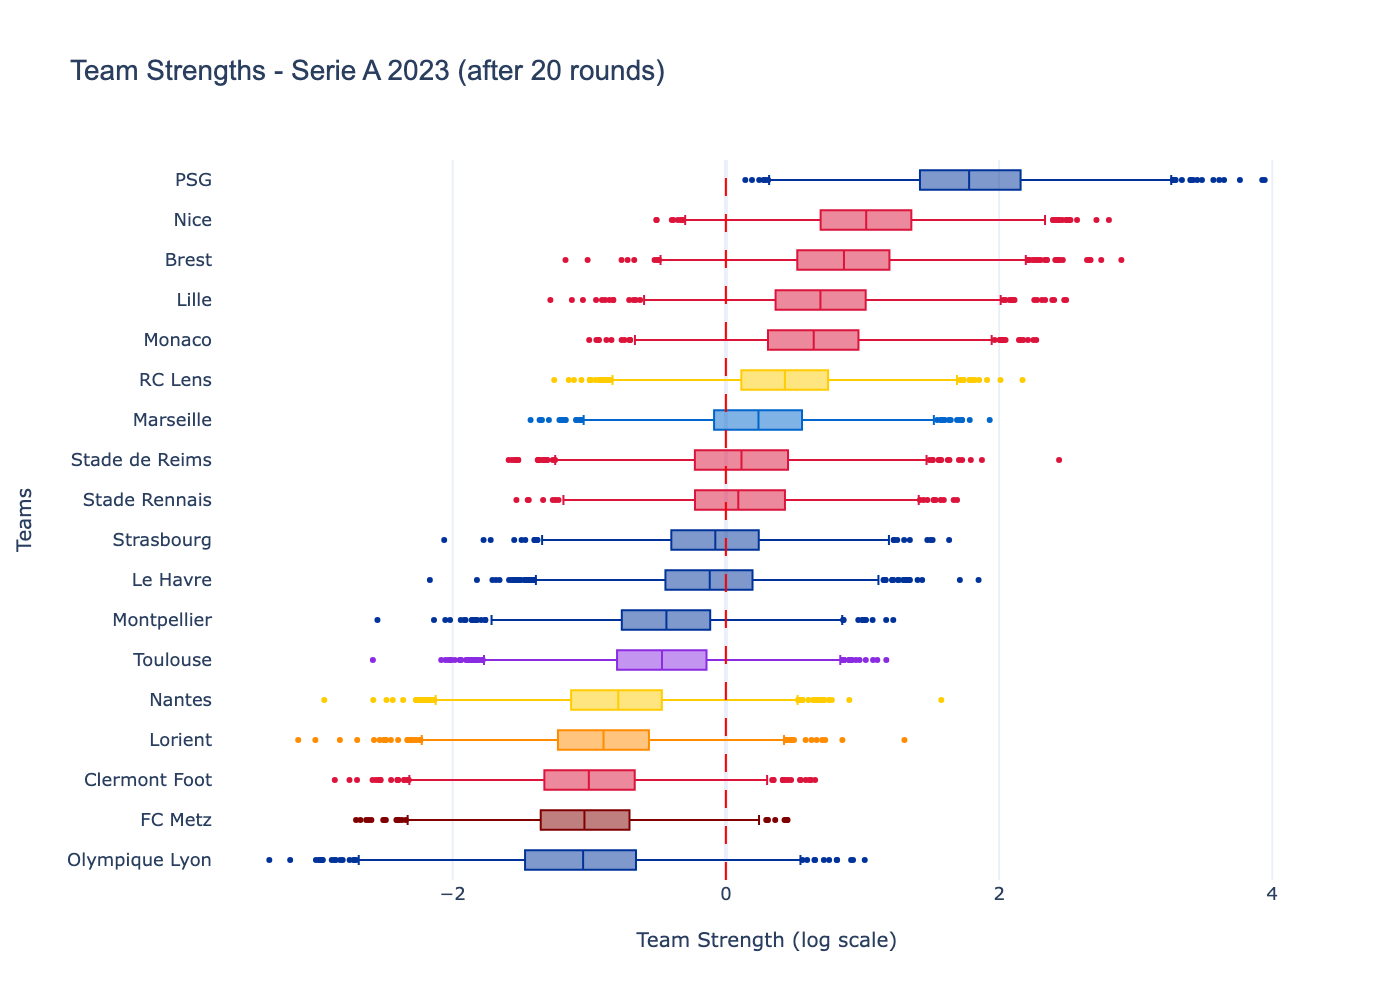 Team Strengths - Serie A 2023 (after 20 rounds)
Teams
PSG
Nice
Brest
Lille
Monaco
RC Lens
Marseille
Stade de Reims
Stade Rennais
Strasbourg
Le Havre
Montpellier
Toulouse
Nantes
Lorient
Clermont Foot
FC Metz
Olympique Lyon
−2 0 2 4
Team Strength (log scale)